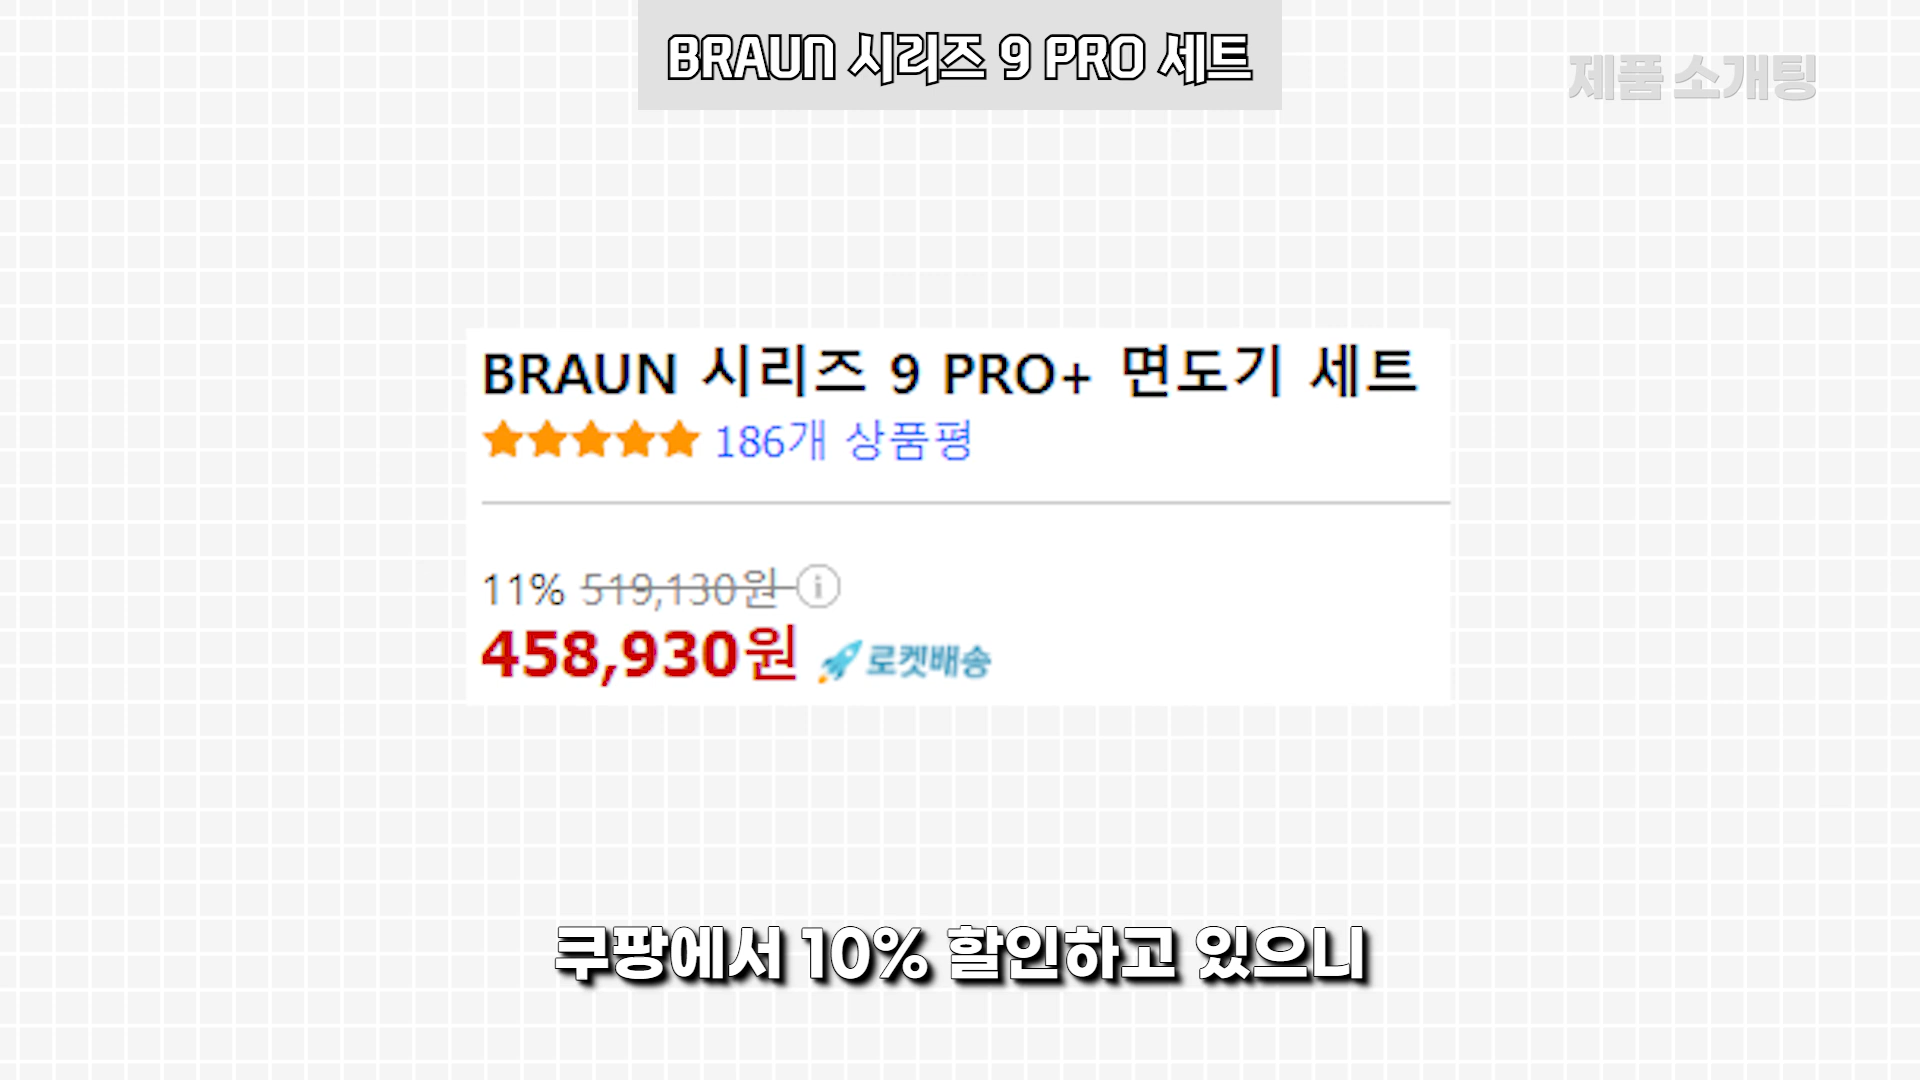 BRAUN 시리즈 9 PRO 세트
제품 소개팅
BRAUN 시리즈 9 PRO+ 면도기 세트
186개 상품평
11% 519,130원
458,930원 로켓배송
쿠팡에서 10% 할인하고 있으니